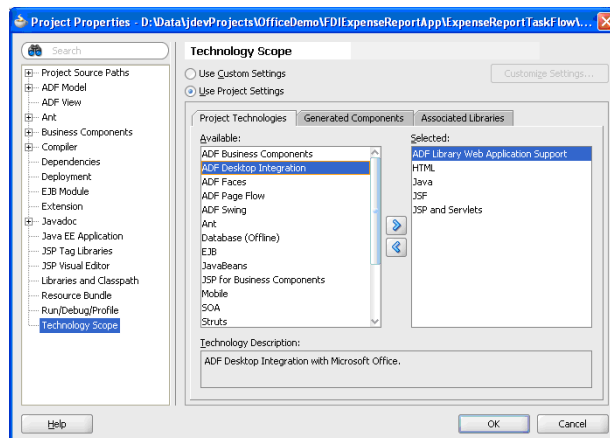 Project Properties - D:\Data\jdevProjects\OfficeDemo\FDIExpenseReportApp\ExpenseReportTaskFlow\...
Search
Project Source Paths
ADF Model
ADF View
Ant
Business Components
Compiler
Dependencies
Deployment
EJB Module
Extension
Javadoc
Java EE Application
JSP Tag Libraries
JSP Visual Editor
Libraries and Classpath
Resource Bundle
Run/Debug/Profile
Technology Scope
Technology Scope
Use Custom Settings
Customize Settings...
Use Project Settings
Project Technologies
Generated Components
Associated Libraries
Available:
ADF Business Components
ADF Desktop Integration
ADF Faces
ADF Page Flow
ADF Swing
Ant
Database (Offline)
EJB
JavaBeans
JSP for Business Components
Mobile
SOA
Struts
Selected:
ADF Library Web Application Support
HTML
Java
JSF
JSP and Servlets
Technology Description:
ADF Desktop Integration with Microsoft Office.
Help
OK
Cancel